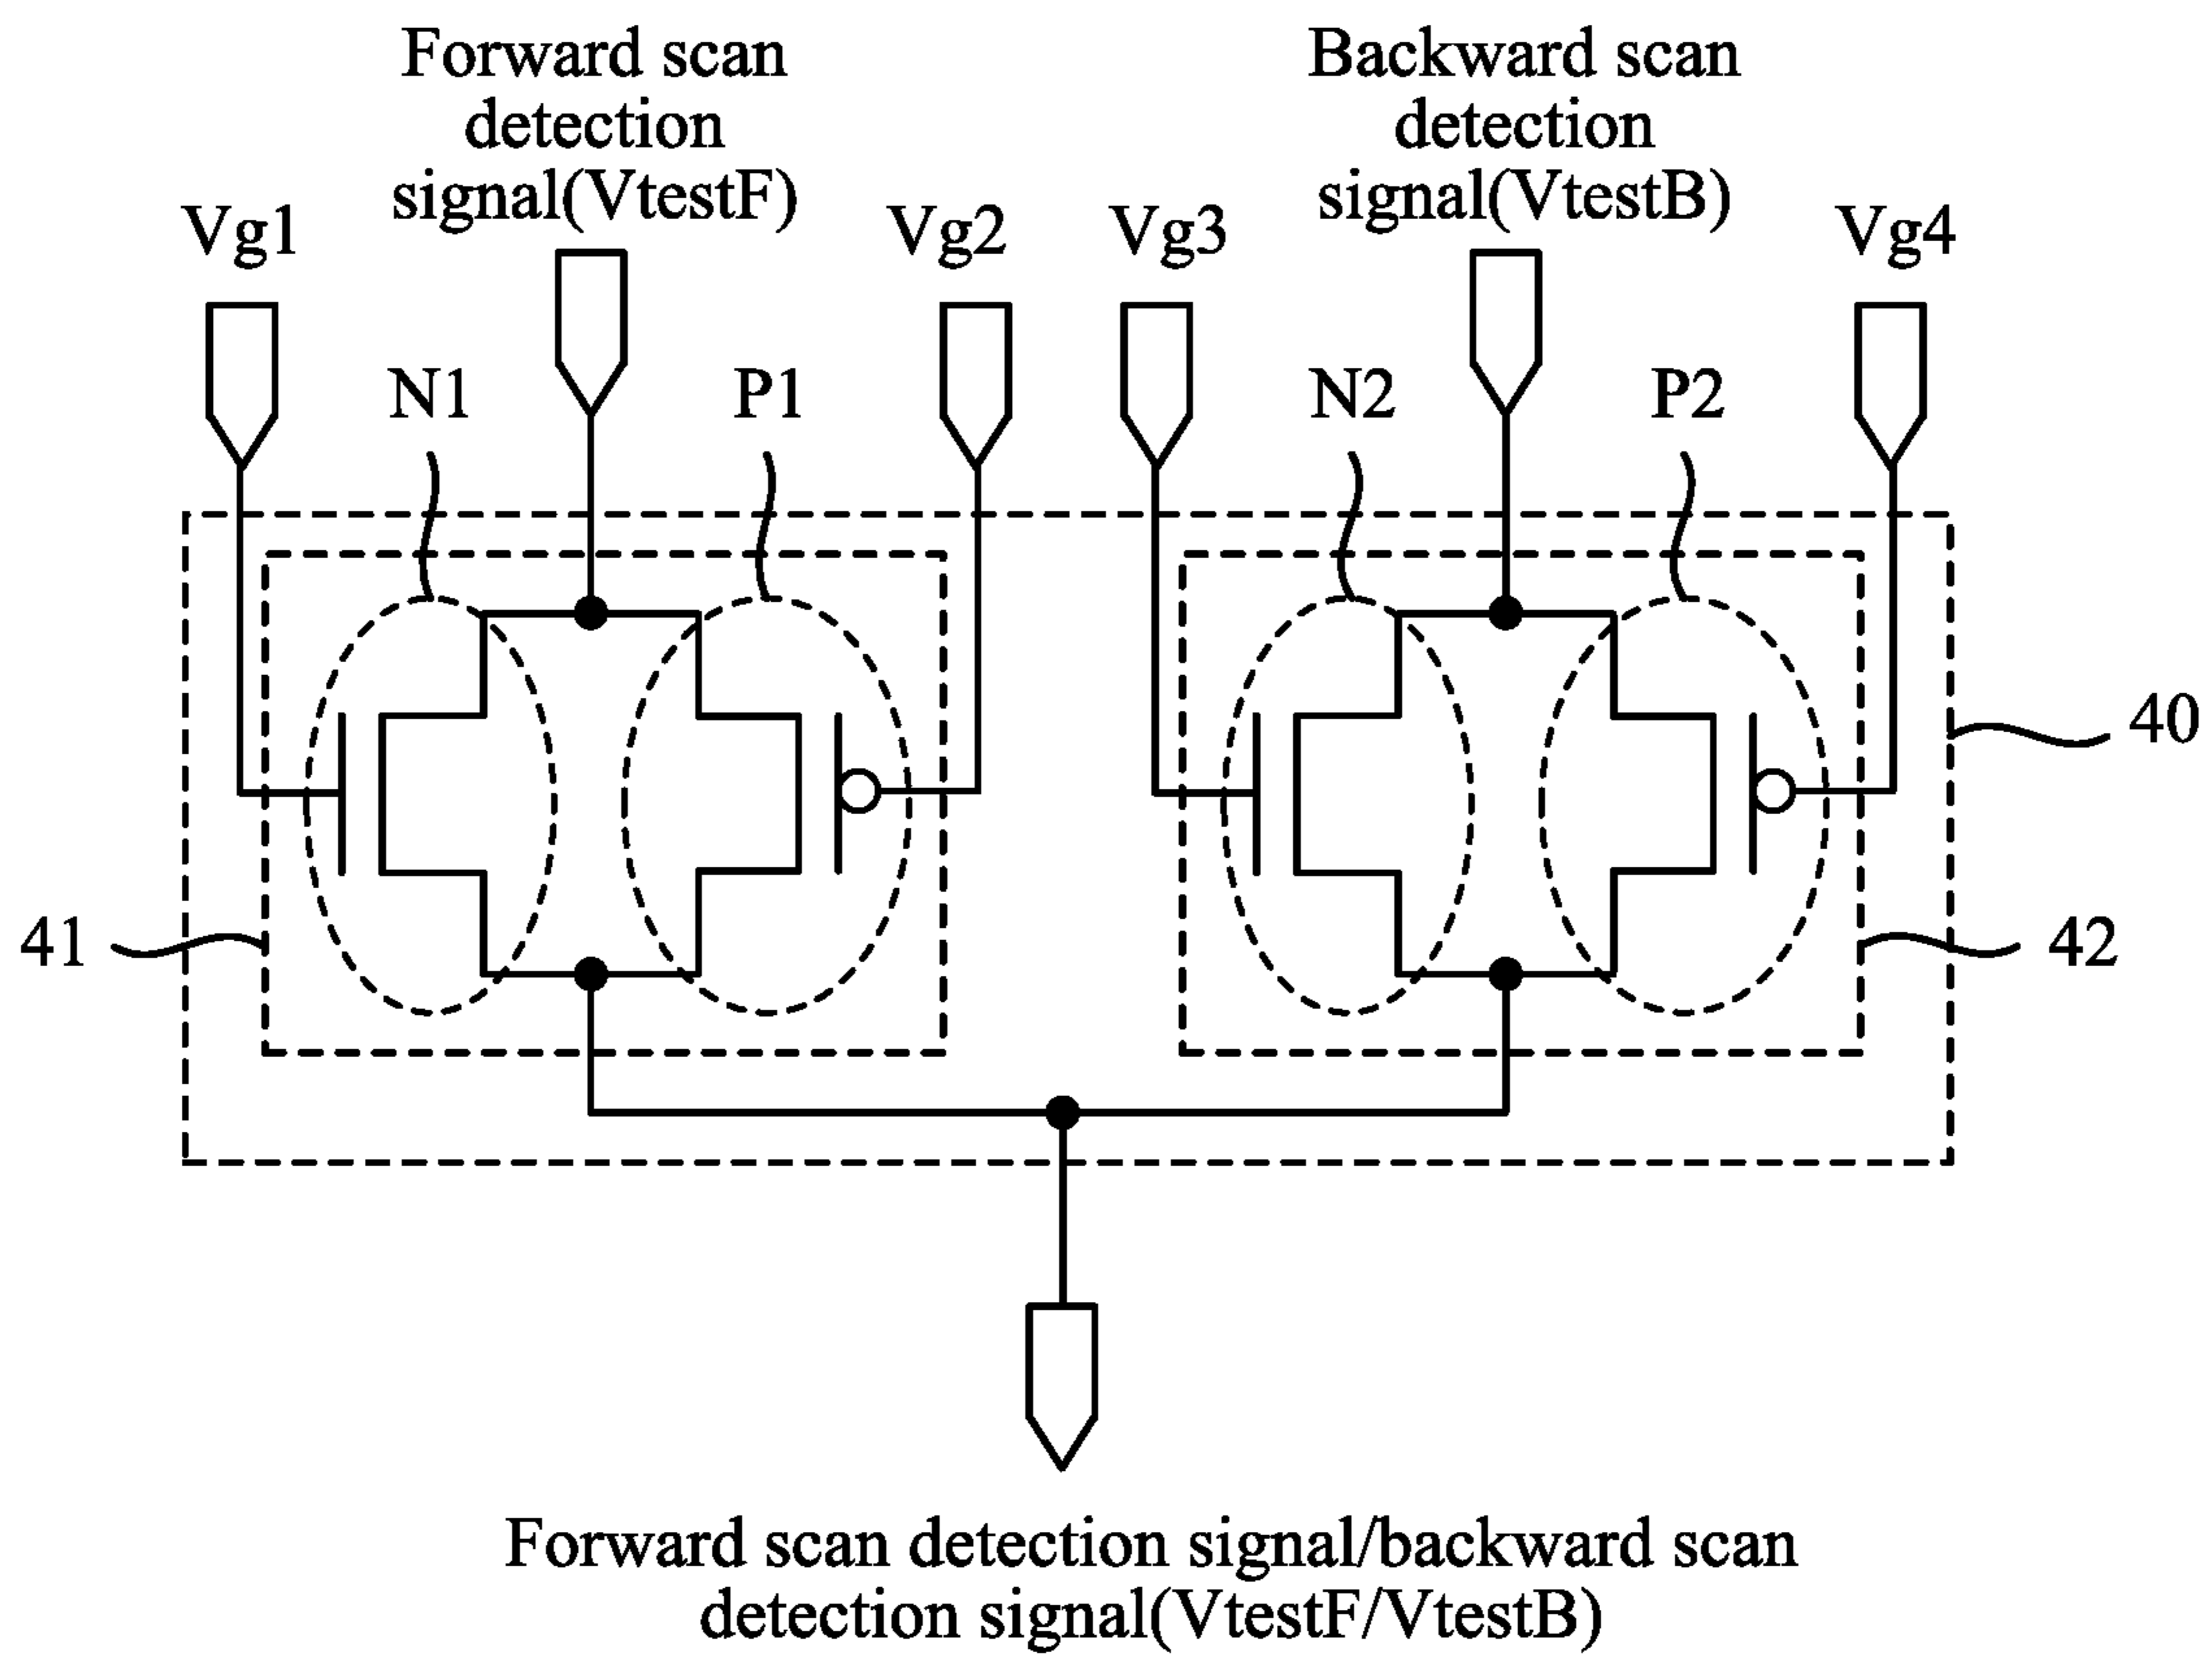 Forward scan
detection
signal(VtestF)
Backward scan
detection
signal(VtestB)
Vg1
Vg2
Vg3
Vg4
N1
P1
N2
P2
40
41
42
Forward scan detection signal/backward scan
detection signal(VtestF/VtestB)